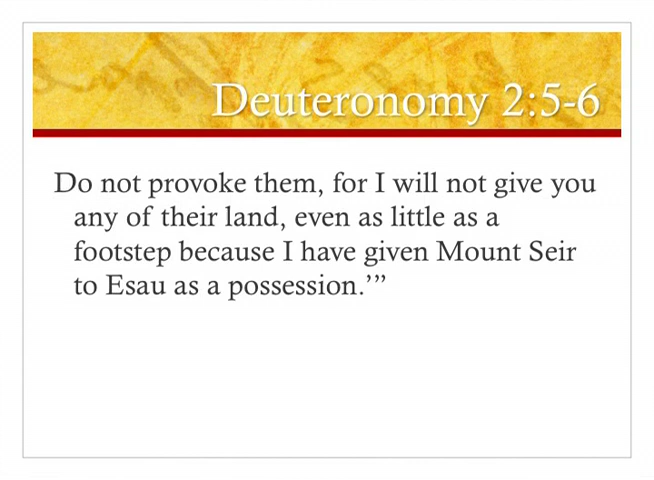 Deuteronomy 2:5-6
Do not provoke them, for I will not give you
any of their land, even as little as a
footstep because I have given Mount Seir
to Esau as a possession.’”